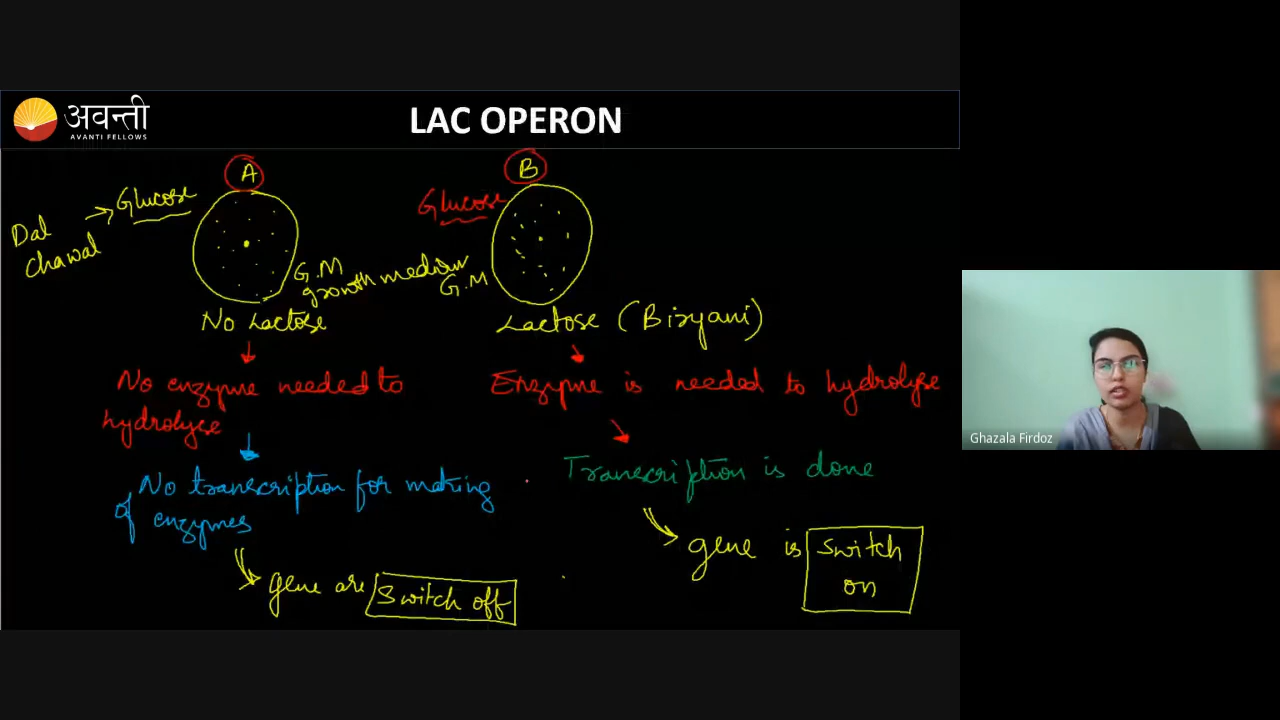 अवन्ती
AVANTI FELLOWS
LAC OPERON
A
B
Glucose
Dal
chawal
Glucose
G.M
growth medium
G.M
No Lactose
Lactose (Biryani)
No enzyme needed to
hydrolyse
Enzyme is needed to hydrolyse
No transcription for making
of enzymes
Transcription is done
gene are Switch off
gene is Switch
on
Ghazala Firdoz